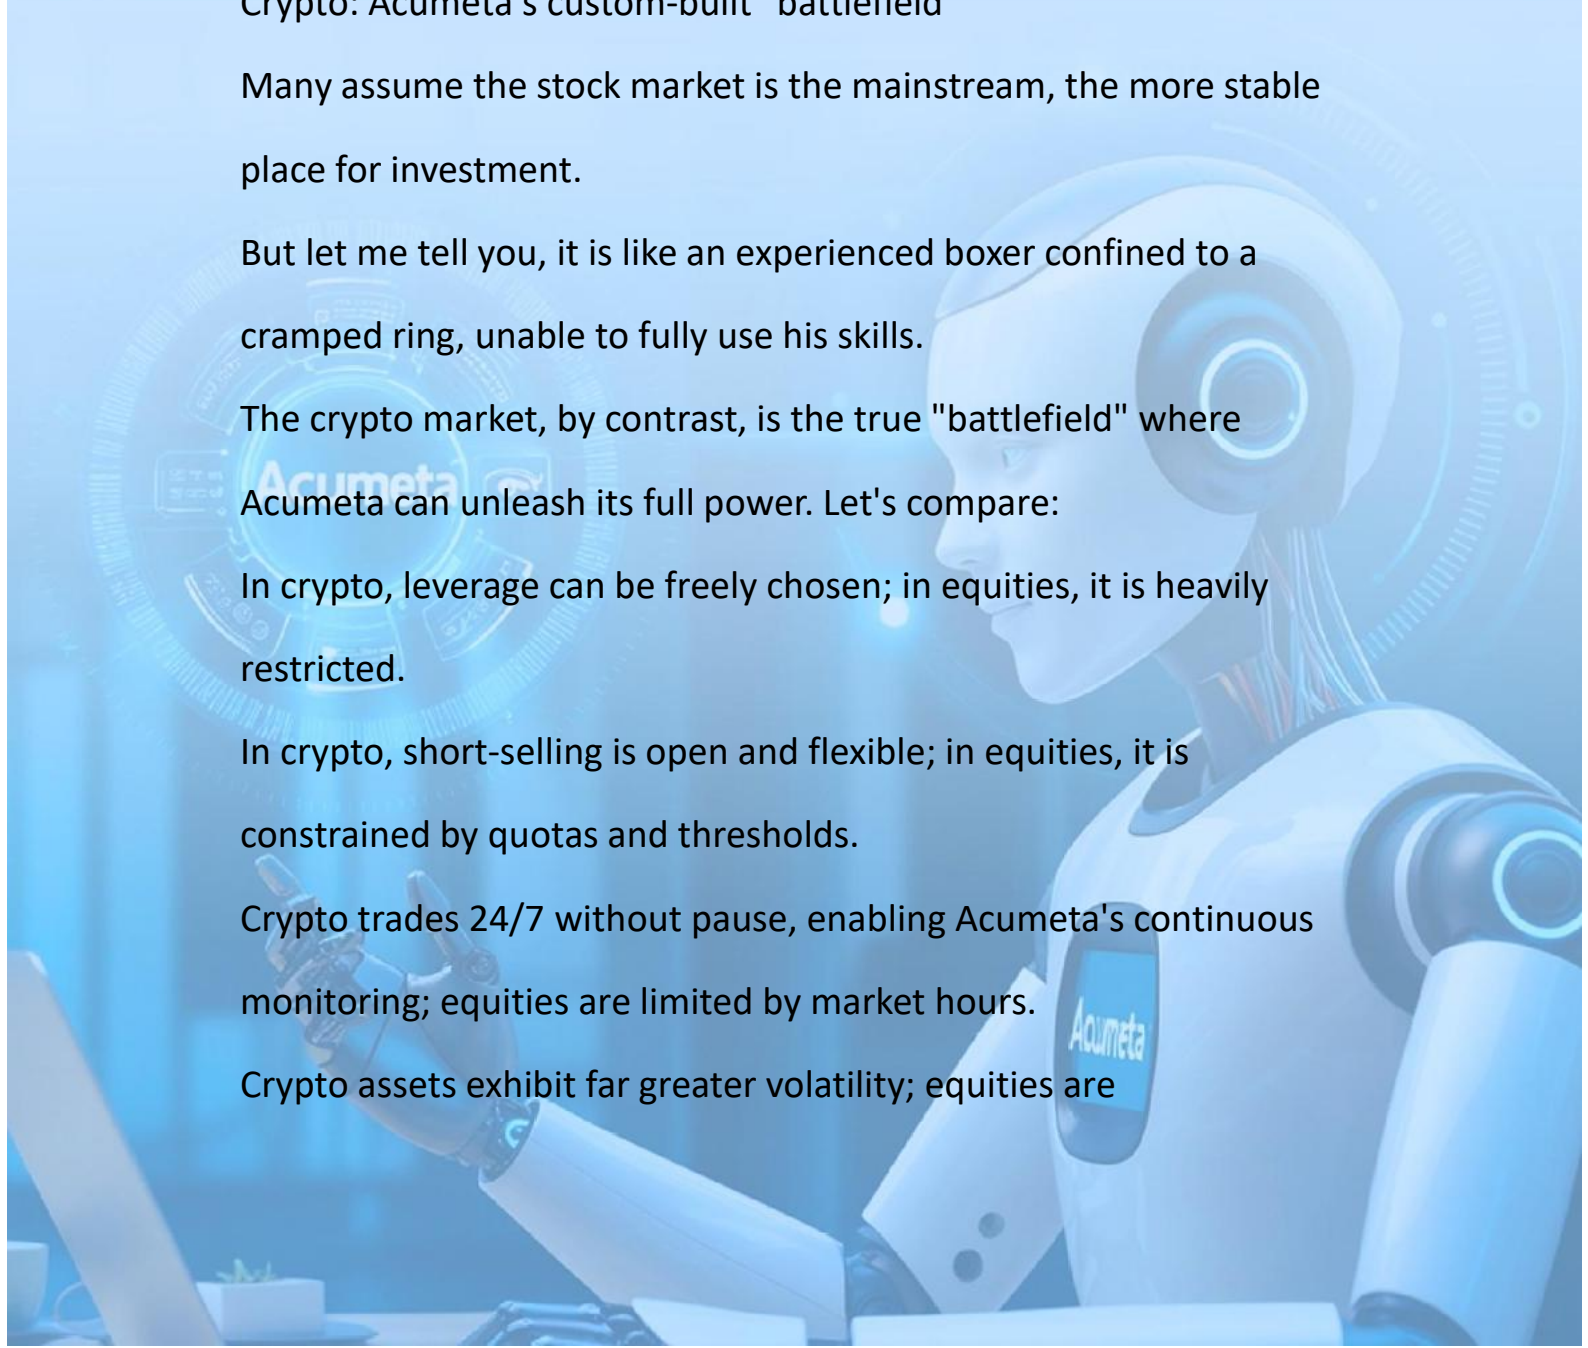 Crypto: Acumeta's custom-built "battlefield"
Many assume the stock market is the mainstream, the more stable
place for investment.
But let me tell you, it is like an experienced boxer confined to a
cramped ring, unable to fully use his skills.
The crypto market, by contrast, is the true "battlefield" where
Acumeta can unleash its full power. Let's compare:
In crypto, leverage can be freely chosen; in equities, it is heavily
restricted.
In crypto, short-selling is open and flexible; in equities, it is
constrained by quotas and thresholds.
Crypto trades 24/7 without pause, enabling Acumeta's continuous
monitoring; equities are limited by market hours.
Crypto assets exhibit far greater volatility; equities are
Acumeta
Acumeta